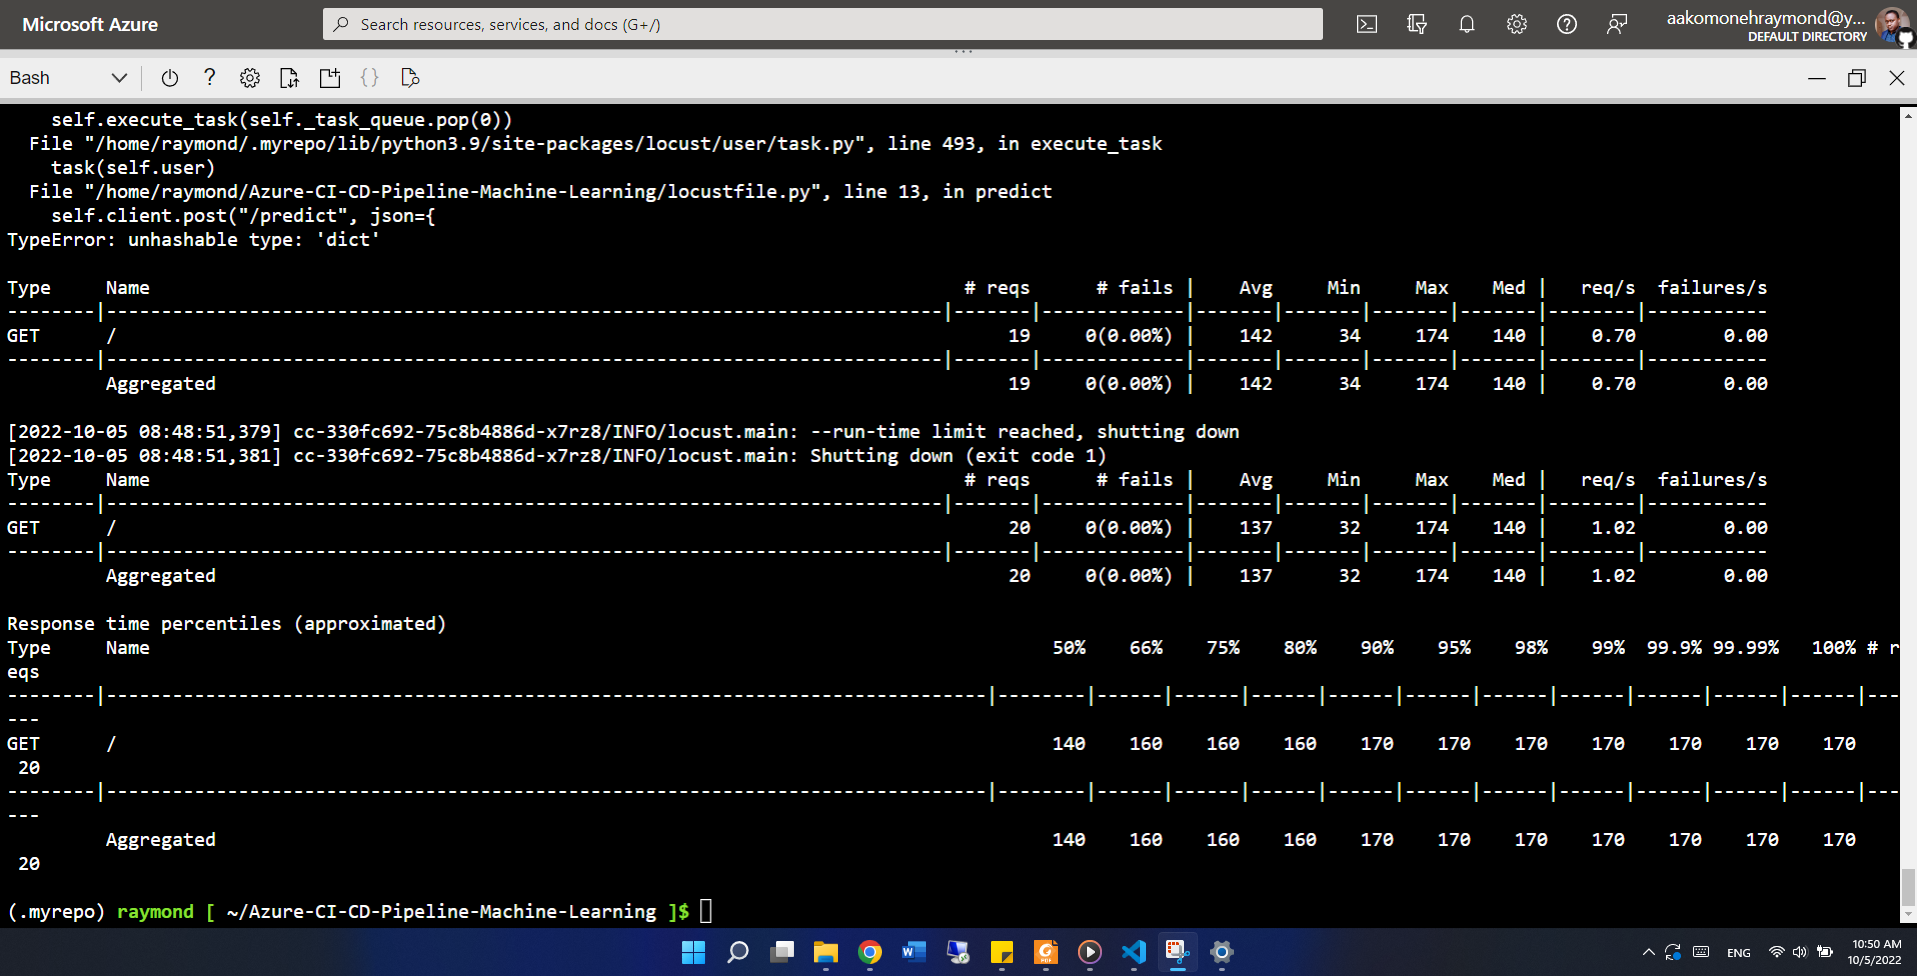 Microsoft Azure
Search resources, services, and docs (G+/)
aakomonehraymond@y...
DEFAULT DIRECTORY
Bash
    self.execute_task(self._task_queue.pop(0))
  File "/home/raymond/.myrepo/lib/python3.9/site-packages/locust/user/task.py", line 493, in execute_task
    task(self.user)
  File "/home/raymond/Azure-CI-CD-Pipeline-Machine-Learning/locustfile.py", line 13, in predict
    self.client.post("/predict", json={
TypeError: unhashable type: 'dict'
Type     Name     # reqs     # fails |     Avg     Min     Max     Med |     req/s  failures/s
GET     /     19     0(0.00%) |     142     34     174     140 |     0.70     0.00
Aggregated     19     0(0.00%) |     142     34     174     140 |     0.70     0.00
[2022-10-05 08:48:51,379] cc-330fc692-75c8b4886d-x7rz8/INFO/locust.main: --run-time limit reached, shutting down
[2022-10-05 08:48:51,381] cc-330fc692-75c8b4886d-x7rz8/INFO/locust.main: Shutting down (exit code 1)
Type     Name     # reqs     # fails |     Avg     Min     Max     Med |     req/s  failures/s
GET     /     20     0(0.00%) |     137     32     174     140 |     1.02     0.00
Aggregated     20     0(0.00%) |     137     32     174     140 |     1.02     0.00
Response time percentiles (approximated)
Type     Name     50%    66%    75%    80%    90%    95%    98%    99%  99.9% 99.99%   100% # r
eqs
GET     /     140    160    160    160    170    170    170    170    170    170    170
 20
Aggregated     140    160    160    160    170    170    170    170    170    170    170
 20
(.myrepo) raymond [ ~/Azure-CI-CD-Pipeline-Machine-Learning ]$
ENG
10:50 AM
10/5/2022